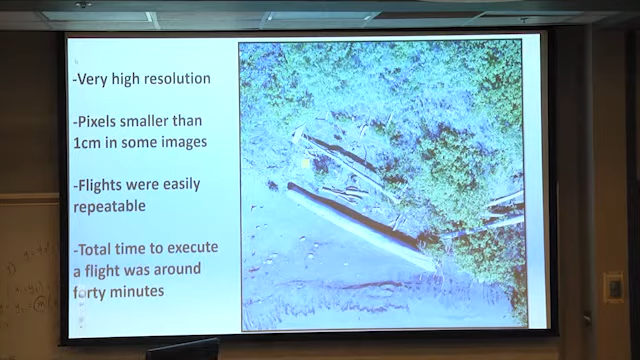 -Very high resolution
-Pixels smaller than
1cm in some images
-Flights were easily
repeatable
-Total time to execute
a flight was around
forty minutes